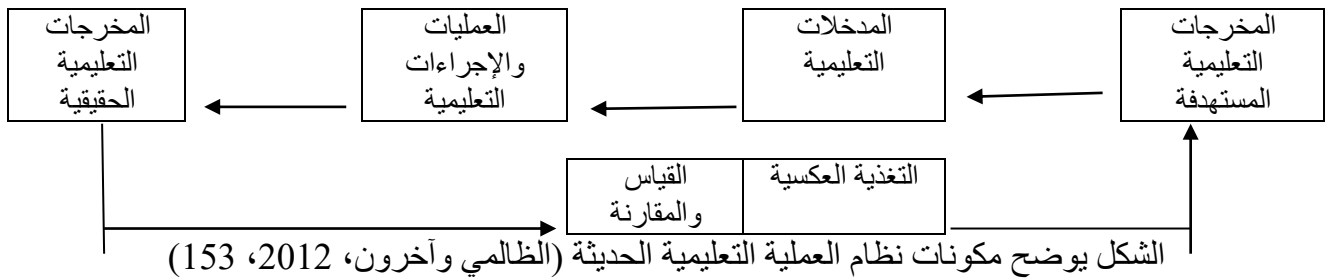 المخرجات
التعليمية
المستهدفة
المدخلات
التعليمية
العمليات
والإجراءات
التعليمية
المخرجات
التعليمية
الحقيقية
التغذية العكسية
القياس
والمقارنة
الشكل يوضح مكونات نظام العملية التعليمية الحديثة (الظالمي وآخرون، 2012، 153)